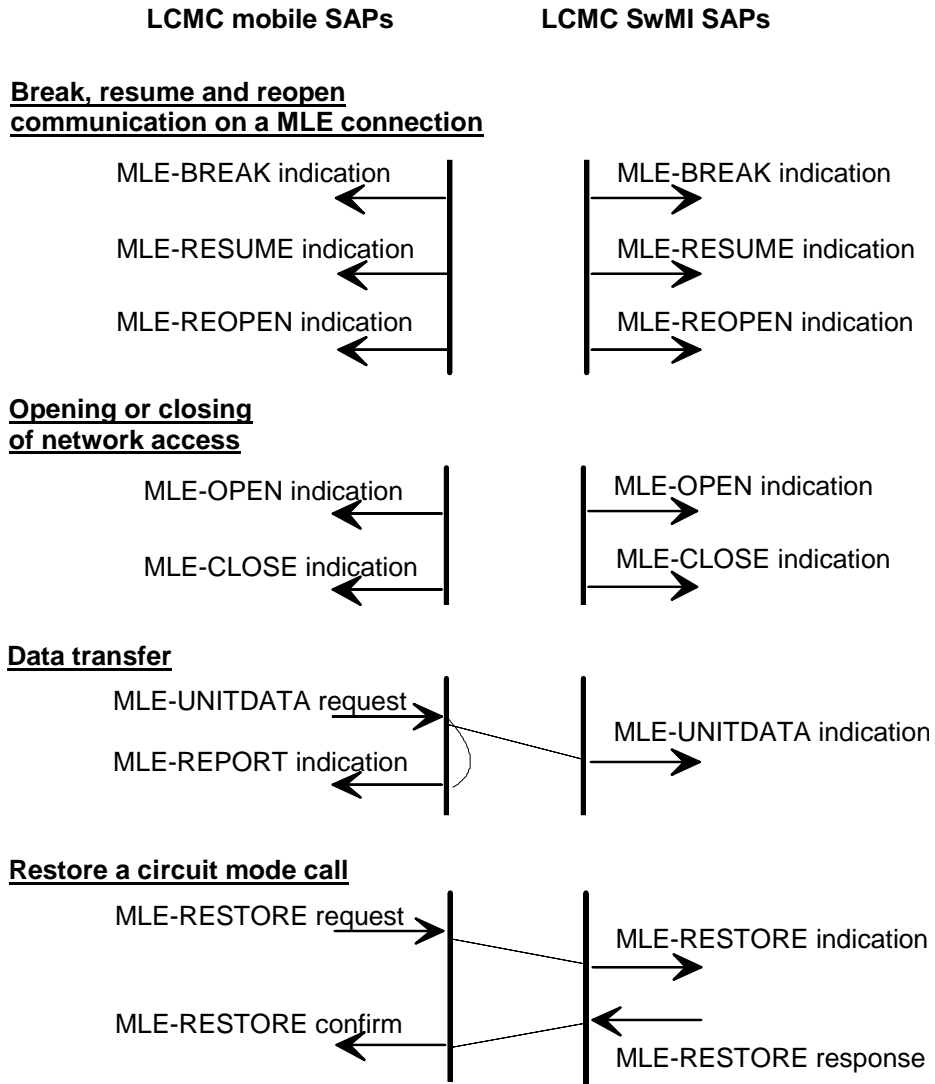 LCMC mobile SAPs LCMC SwMI SAPs
Break, resume and reopen
communication on a MLE connection
MLE-BREAK indication MLE-BREAK indication
MLE-RESUME indication MLE-RESUME indication
MLE-REOPEN indication MLE-REOPEN indication
Opening or closing
of network access
MLE-OPEN indication MLE-OPEN indication
MLE-CLOSE indication MLE-CLOSE indication
Data transfer
MLE-UNITDATA request
MLE-UNITDATA indication
MLE-REPORT indication
Restore a circuit mode call
MLE-RESTORE request
MLE-RESTORE indication
MLE-RESTORE confirm
MLE-RESTORE response